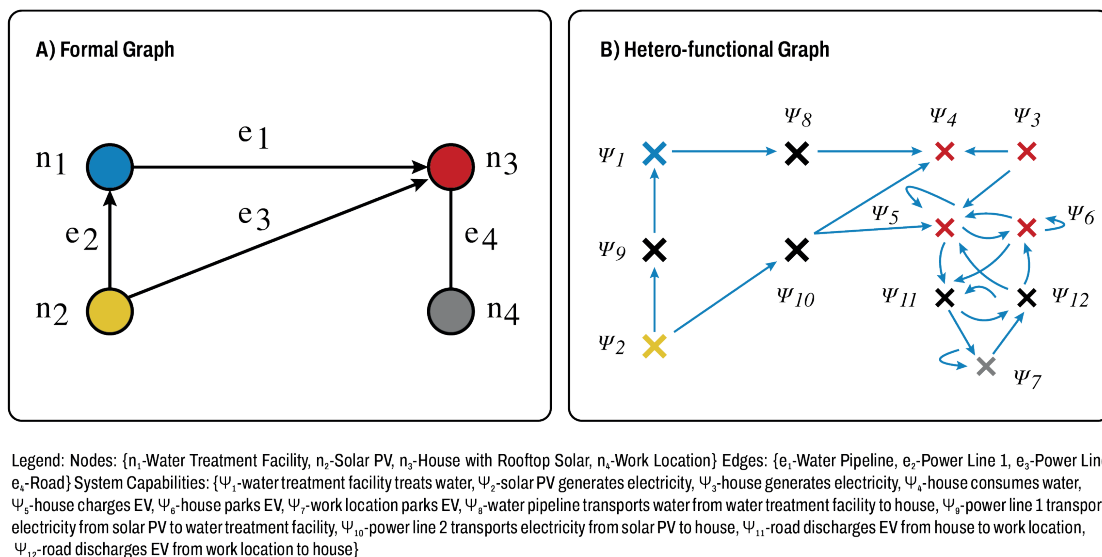 A) Formal Graph
e₁
n₁
n₃
e₂
e₃
e₄
n₂
n₄
B) Hetero-functional Graph
Ψ₈
Ψ₄
Ψ₃
Ψ₁
Ψ₅
Ψ₆
Ψ₉
Ψ₁₀
Ψ₁₁
Ψ₁₂
Ψ₂
Ψ₇
Legend: Nodes: {n₁-Water Treatment Facility, n₂-Solar PV, n₃-House with Rooftop Solar, n₄-Work Location} Edges: {e₁-Water Pipeline, e₂-Power Line 1, e₃-Power Lin
e₄-Road} System Capabilities: {Ψ₁-water treatment facility treats water, Ψ₂-solar PV generates electricity, Ψ₃-house generates electricity, Ψ₄-house consumes water,
Ψ₅-house charges EV, Ψ₆-house parks EV, Ψ₇-work location parks EV, Ψ₈-water pipeline transports water from water treatment facility to house, Ψ₉-power line 1 transpor
electricity from solar PV to water treatment facility, Ψ₁₀-power line 2 transports electricity from solar PV to house, Ψ₁₁-road discharges EV from house to work location,
Ψ₁₂-road discharges EV from work location to house}